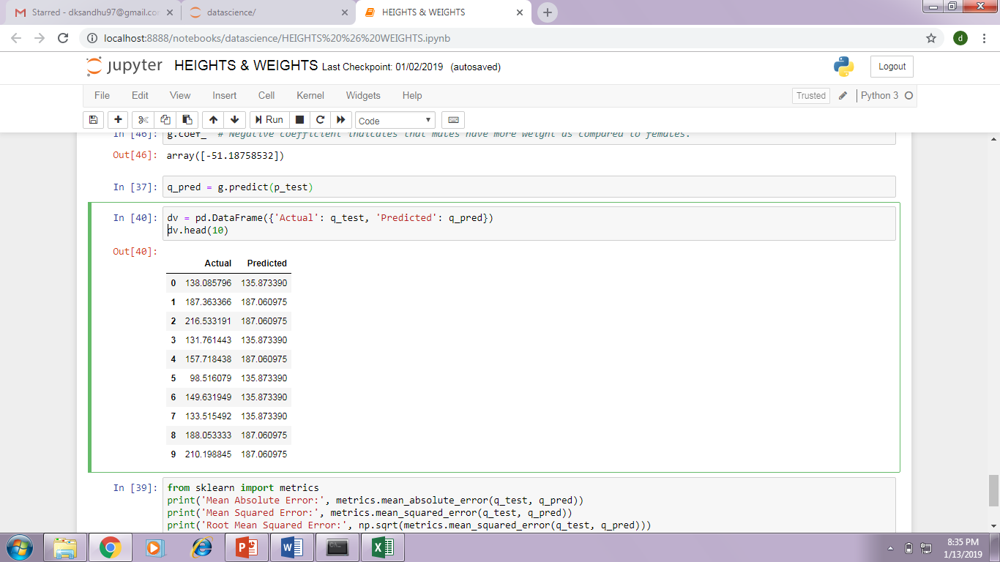 Starred - dksandhu97@gmail.co
datascience/
HEIGHTS & WEIGHTS
localhost:8888/notebooks/datascience/HEIGHTS%20%26%20WEIGHTS.ipynb
d
jupyter HEIGHTS & WEIGHTS Last Checkpoint: 01/02/2019 (autosaved)
Logout
File Edit View Insert Cell Kernel Widgets Help
Trusted Python 3
Run Code
In [46]: g.coef_ # Negative coefficient indicates that males have more weight as compared to females.
Out[46]: array([-51.18758532])
In [37]: q_pred = g.predict(p_test)
In [40]: dv = pd.DataFrame({'Actual': q_test, 'Predicted': q_pred})
dv.head(10)
Out[40]:
Actual Predicted
0 138.085796 135.873390
1 187.363366 187.060975
2 216.533191 187.060975
3 131.761443 135.873390
4 157.718438 187.060975
5 98.516079 135.873390
6 149.631949 135.873390
7 133.515492 135.873390
8 188.053333 187.060975
9 210.198845 187.060975
In [39]: from sklearn import metrics
print('Mean Absolute Error:', metrics.mean_absolute_error(q_test, q_pred))
print('Mean Squared Error:', metrics.mean_squared_error(q_test, q_pred))
print('Root Mean Squared Error:', np.sqrt(metrics.mean_squared_error(q_test, q_pred)))
8:35 PM
1/13/2019